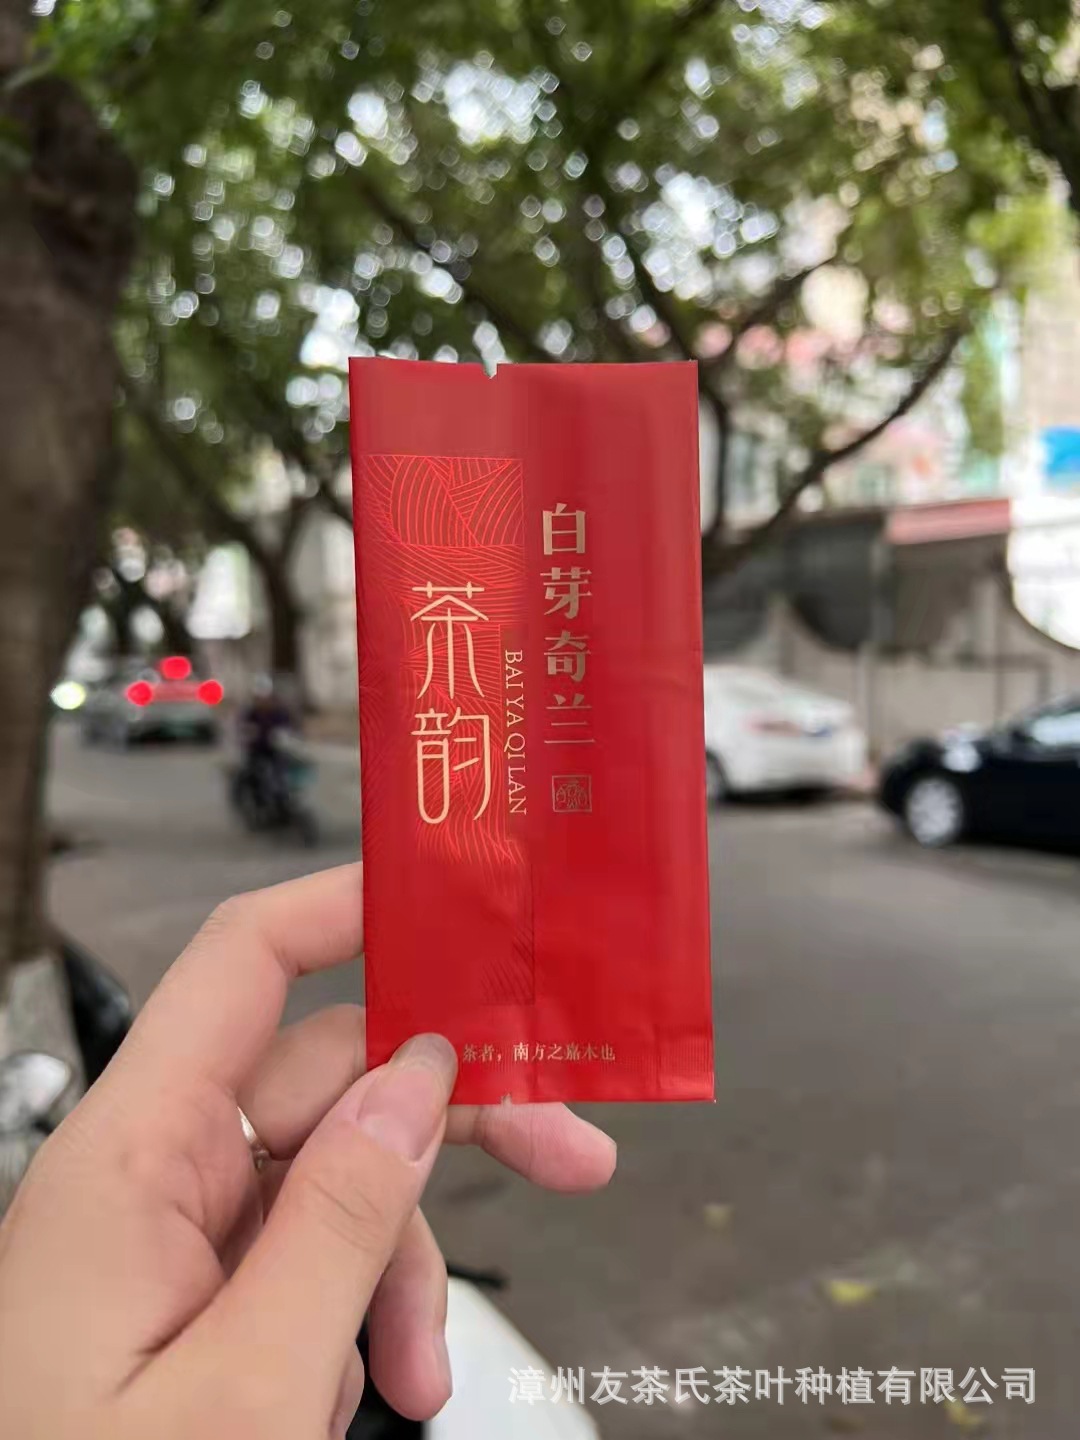 白芽奇兰
BAI YA QI LAN
茶韵
茶者，南方之嘉木也
漳州友茶氏茶叶种植有限公司